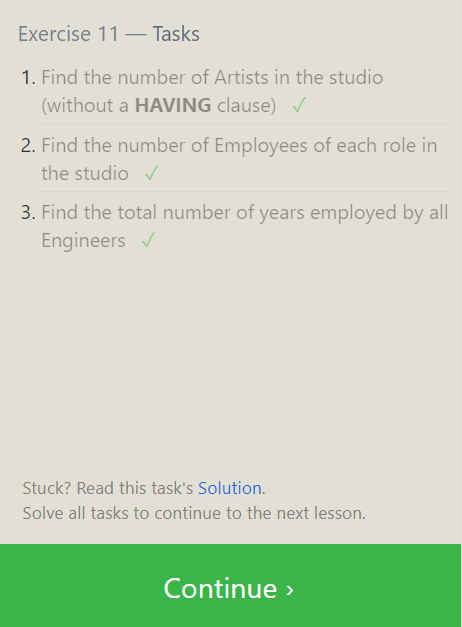 Exercise 11 — Tasks
1. Find the number of Artists in the studio
(without a HAVING clause) ✓
2. Find the number of Employees of each role in
the studio ✓
3. Find the total number of years employed by all
Engineers ✓
Stuck? Read this task's Solution.
Solve all tasks to continue to the next lesson.
Continue ›